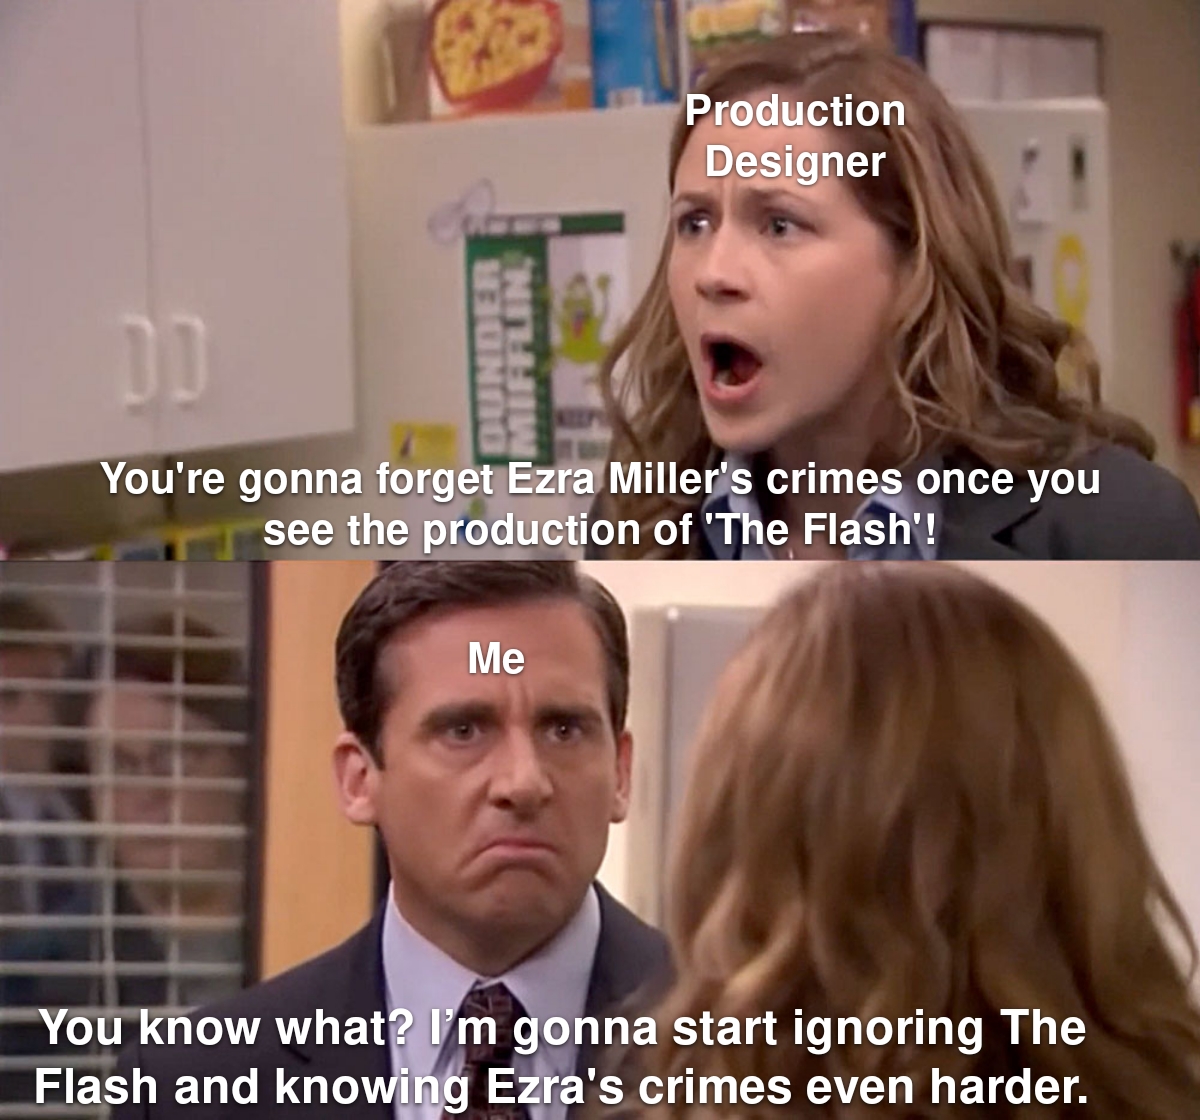 Production
Designer
DUNDER
MIFFLIN,
KEEP
You're gonna forget Ezra Miller's crimes once you
see the production of 'The Flash'!
Me
You know what? I’m gonna start ignoring The
Flash and knowing Ezra's crimes even harder.